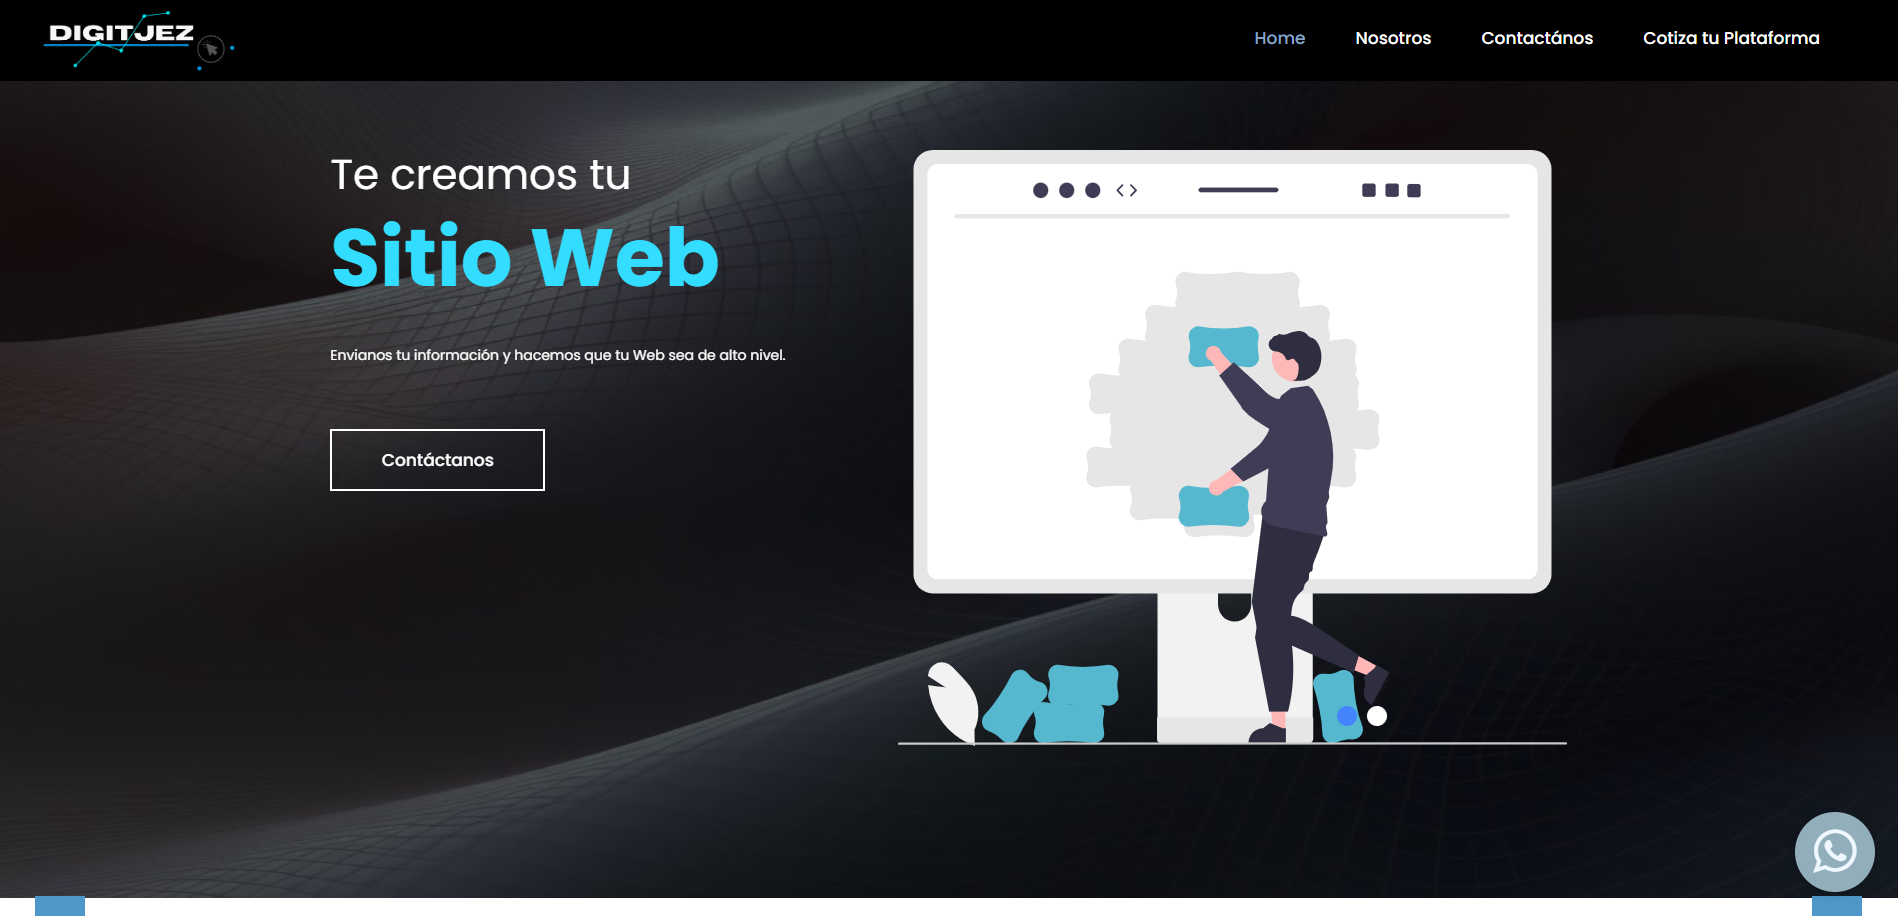 DIGITJEZ
Home Nosotros Contactános Cotiza tu Plataforma
Te creamos tu
Sitio Web
Envianos tu información y hacemos que tu Web sea de alto nivel.
Contáctanos